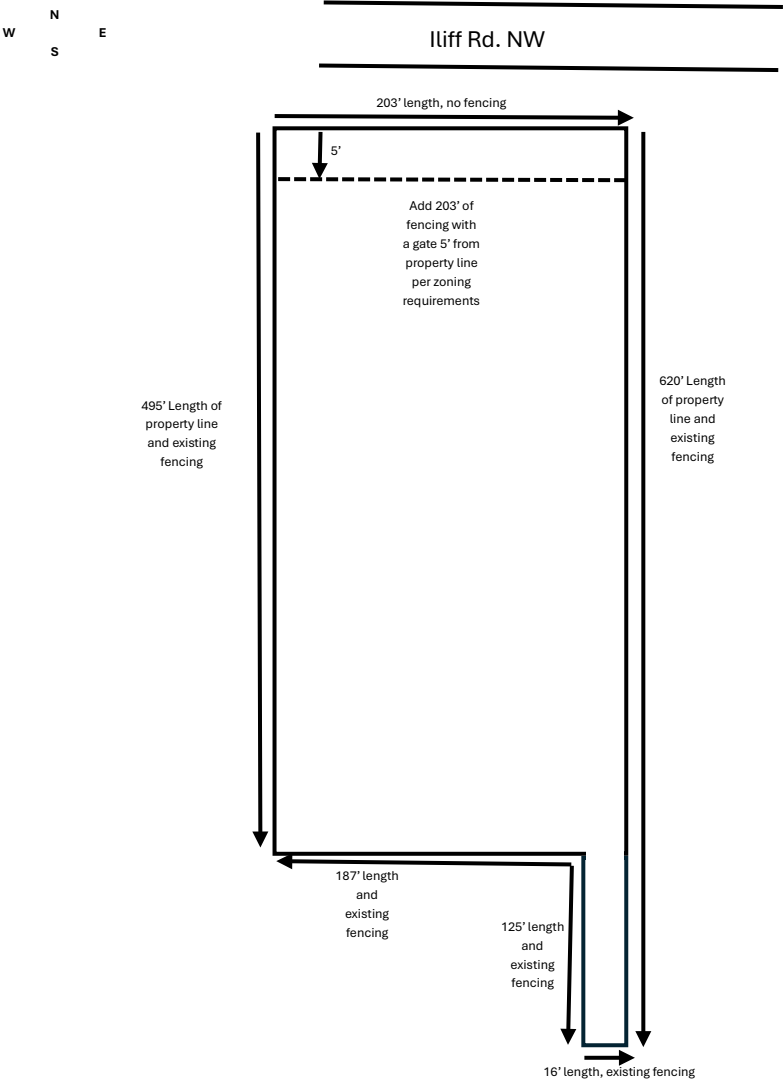 N
W
E
S
Iliff Rd. NW
203’ length, no fencing
5’
Add 203’ of
fencing with
a gate 5’ from
property line
per zoning
requirements
495’ Length of
property line
and existing
fencing
620’ Length
of property
line and
existing
fencing
187’ length
and
existing
fencing
125’ length
and
existing
fencing
16’ length, existing fencing